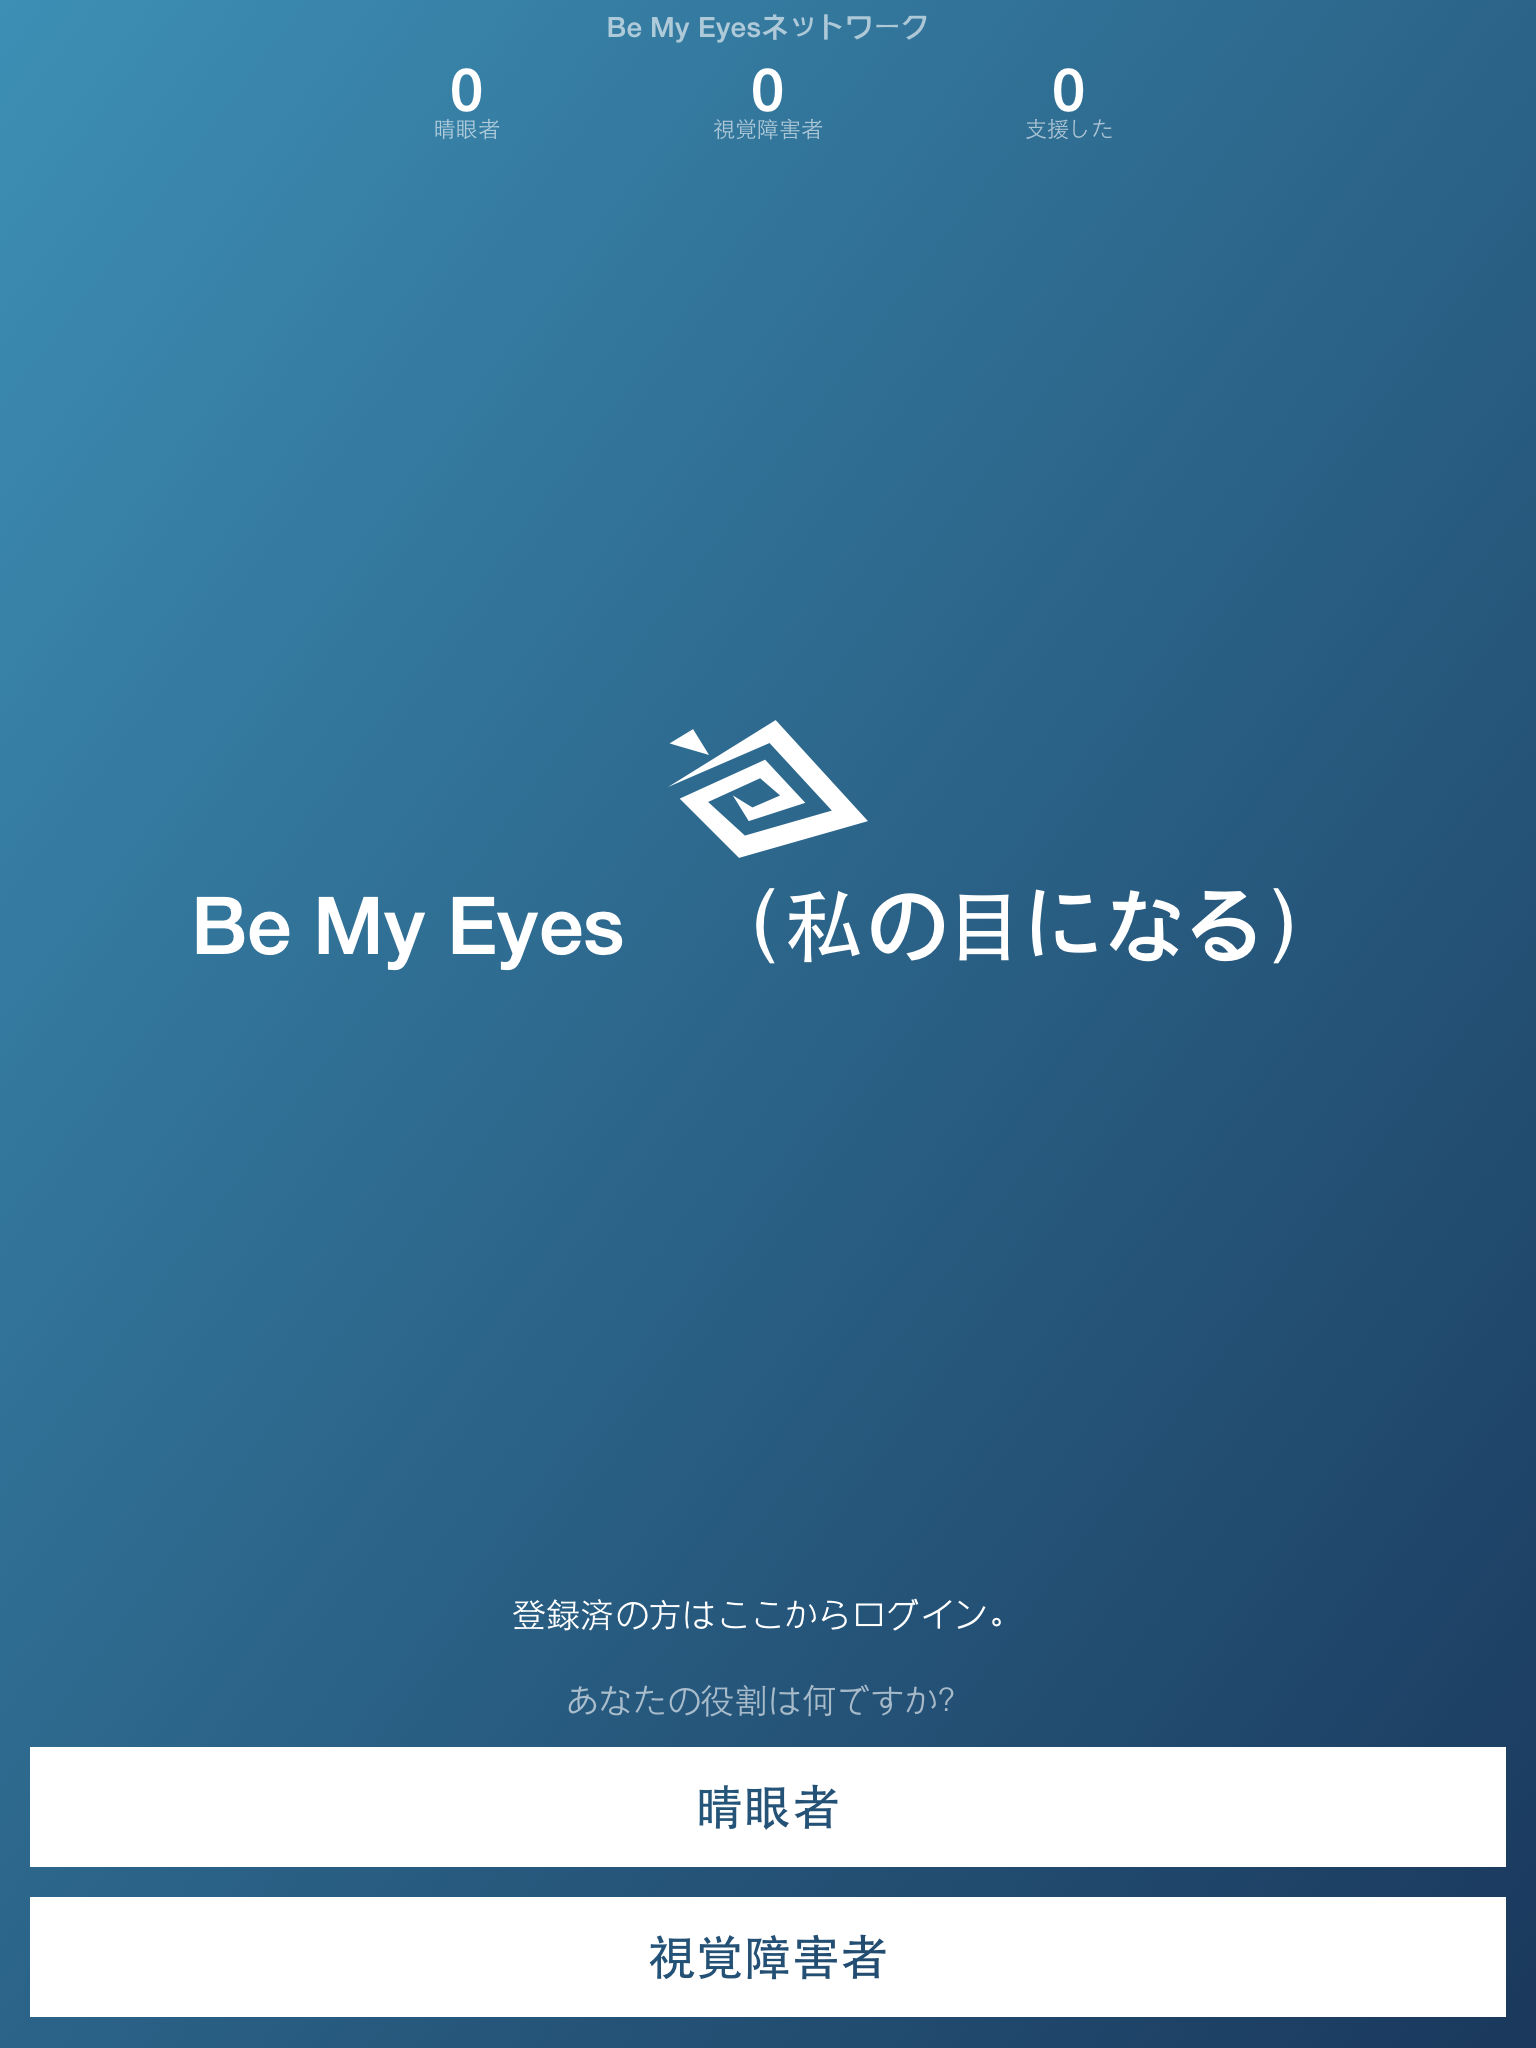 Be My Eyesネットワーク
0 0 0
晴眼者 視覚障害者 支援した
Be My Eyes　（私の目になる）
登録済の方はここからログイン。
あなたの役割は何ですか?
晴眼者
視覚障害者